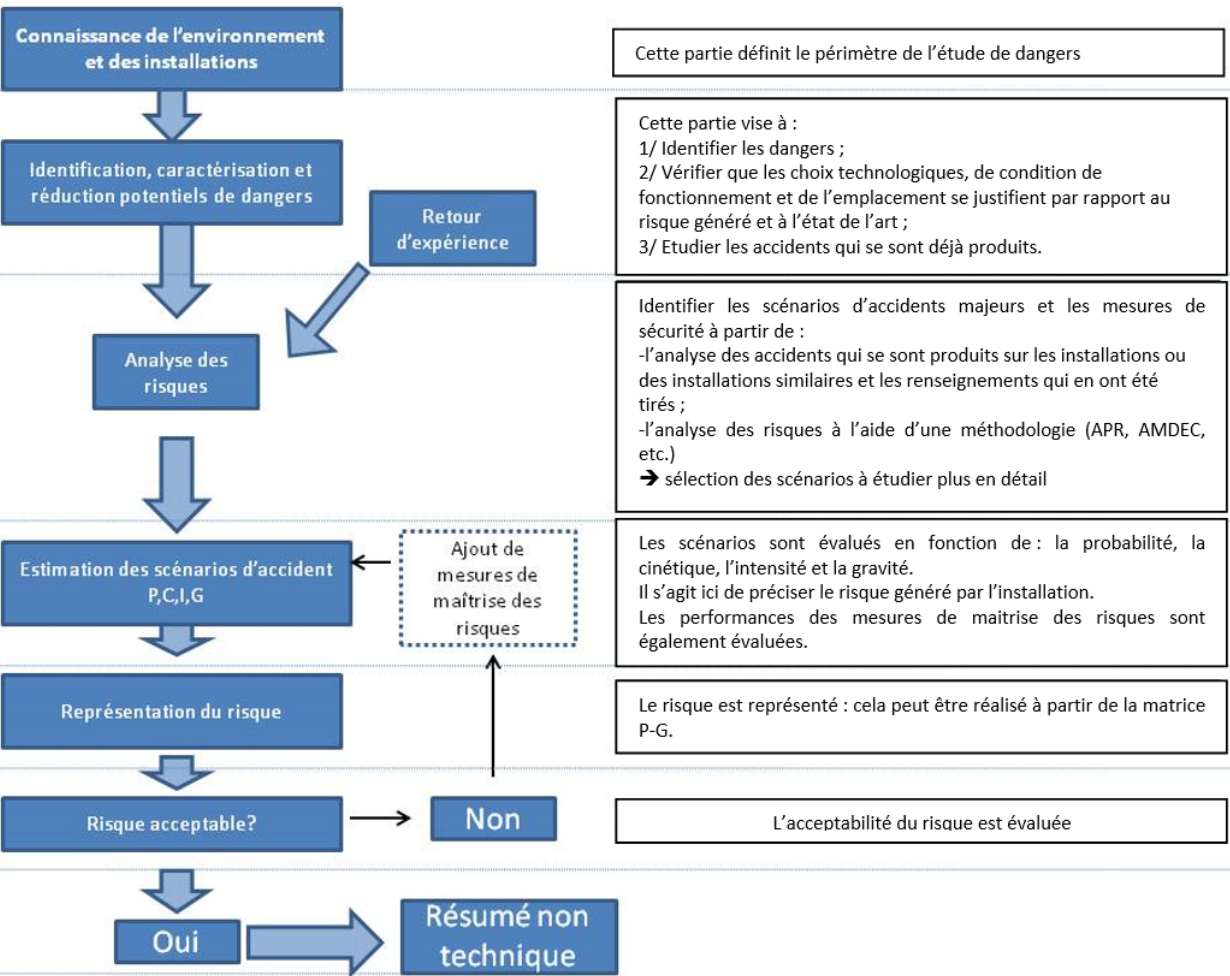 Connaissance de l'environnement
et des installations
Cette partie définit le périmètre de l'étude de dangers
Identification, caractérisation et
réduction potentiels de dangers
Retour
d'expérience
Cette partie vise à :
1/ Identifier les dangers ;
2/ Vérifier que les choix technologiques, de condition de
fonctionnement et de l'emplacement se justifient par rapport au
risque généré et à l'état de l'art ;
3/ Etudier les accidents qui se sont déjà produits.
Analyse des
risques
Identifier les scénarios d'accidents majeurs et les mesures de
sécurité à partir de :
-l'analyse des accidents qui se sont produits sur les installations ou
des installations similaires et les renseignements qui en ont été
tirés ;
-l'analyse des risques à l'aide d'une méthodologie (APR, AMDEC,
etc.)
➔ sélection des scénarios à étudier plus en détail
Estimation des scénarios d'accident
P,C,I,G
Ajout de
mesures de
maîtrise des
risques
Les scénarios sont évalués en fonction de : la probabilité, la
cinétique, l'intensité et la gravité.
Il s'agit ici de préciser le risque généré par l'installation.
Les performances des mesures de maitrise des risques sont
également évaluées.
Représentation du risque
Le risque est représenté : cela peut être réalisé à partir de la matrice
P-G.
Risque acceptable?
Non
L'acceptabilité du risque est évaluée
Oui
Résumé non
technique